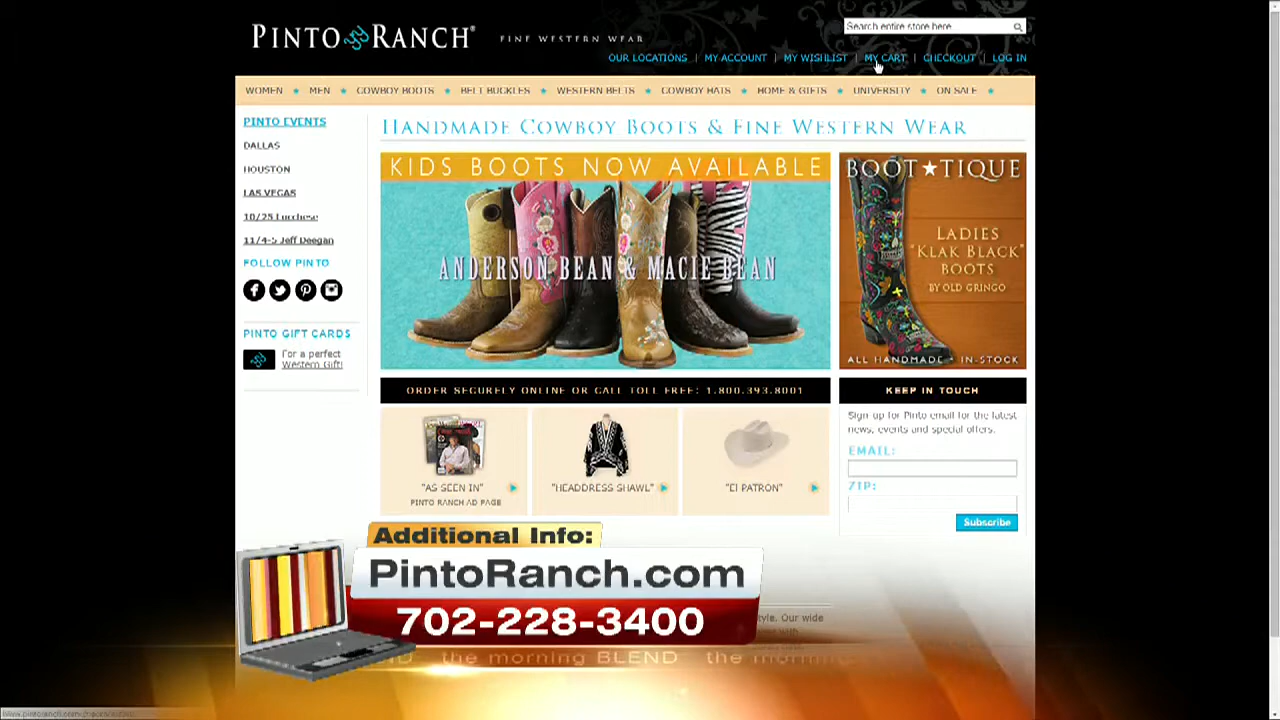 PINTO RANCH®
FINE WESTERN WEAR
Search entire store here
OUR LOCATIONS | MY ACCOUNT | MY WISHLIST | MY CART | CHECKOUT | LOG IN
WOMEN ★ MEN ★ COWBOY BOOTS ★ BELT BUCKLES ★ WESTERN BELTS ★ COWBOY HATS ★ HOME & GIFTS ★ UNIVERSITY ★ ON SALE ★
PINTO EVENTS
DALLAS
HOUSTON
LAS VEGAS
10/25 Lucchese
11/4-5 Jeff Deegan
FOLLOW PINTO
PINTO GIFT CARDS
For a perfect
Western Gift!
HANDMADE COWBOY BOOTS & FINE WESTERN WEAR
KIDS BOOTS NOW AVAILABLE
ANDERSON BEAN & MACIE BEAN
BOOT★TIQUE
LADIES
"KLAK BLACK"
BOOTS
BY OLD GRINGO
ALL HANDMADE * IN-STOCK
ORDER SECURELY ONLINE OR CALL TOLL FREE: 1.800.393.8001
"AS SEEN IN"
PINTO RANCH AD PAGE
"HEADDRESS SHAWL"
"El PATRON"
KEEP IN TOUCH
Sign up for Pinto email for the latest
news, events and special offers.
EMAIL:
ZIP:
Subscribe
style. Our wide
Additional Info:
PintoRanch.com
702-228-3400
the morning BLEND the morning